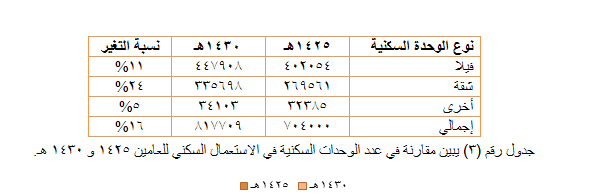 نوع الوحدة السكنية ١٤٢٥هـ ١٤٣٠هـ نسبة التغير
فيلا ٤٠٢٠٥٤ ٤٤٧٩٠٨ ١١%
شقة ٢٦٩٥٦١ ٣٣٥٦٩٨ ٢٤%
أخرى ٣٢٣٨٥ ٣٤١٠٣ ٥%
إجمالي ٧٠٤٠٠٠ ٨١٧٧٠٩ ١٦%
جدول رقم (٣) يبين مقارنة في عدد الوحدات السكنية في الاستعمال السكني للعامين ١٤٢٥ و ١٤٣٠ هـ.
١٤٢٥هـ ١٤٣٠هـ